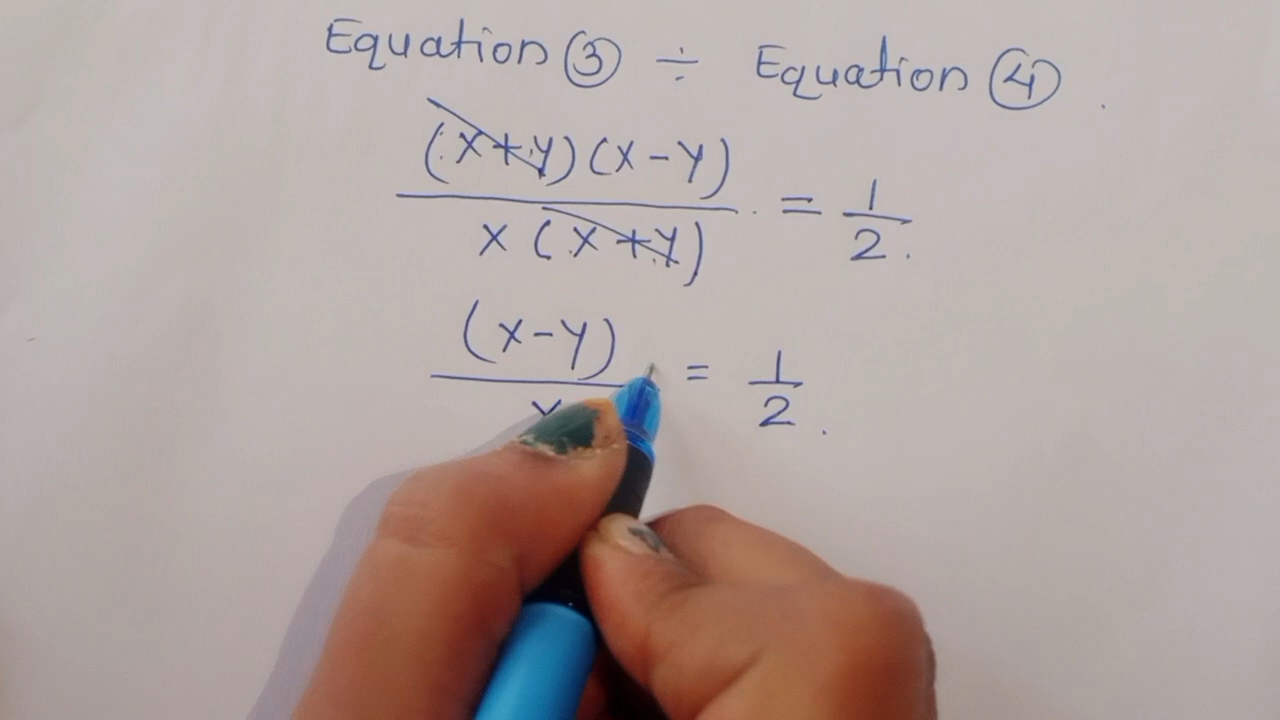 Equation ③ ÷ Equation ④
(x+y)(x-y)
x(x+y)
= 1/2.
(x-y)
x
= 1/2.